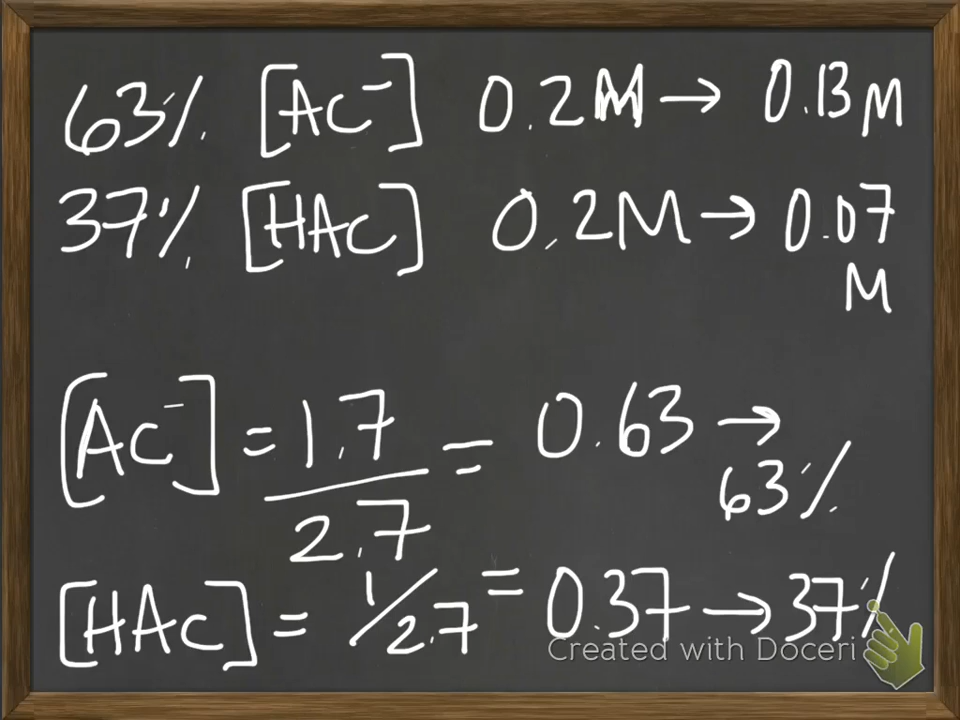 63% [Ac⁻] 0.2M → 0.13M
37% [HAc] 0.2M → 0.07
M
[Ac⁻] = 1.7/2.7 = 0.63 →
63%
[HAc] = 1/2.7 = 0.37 → 37%
Created with Doceri